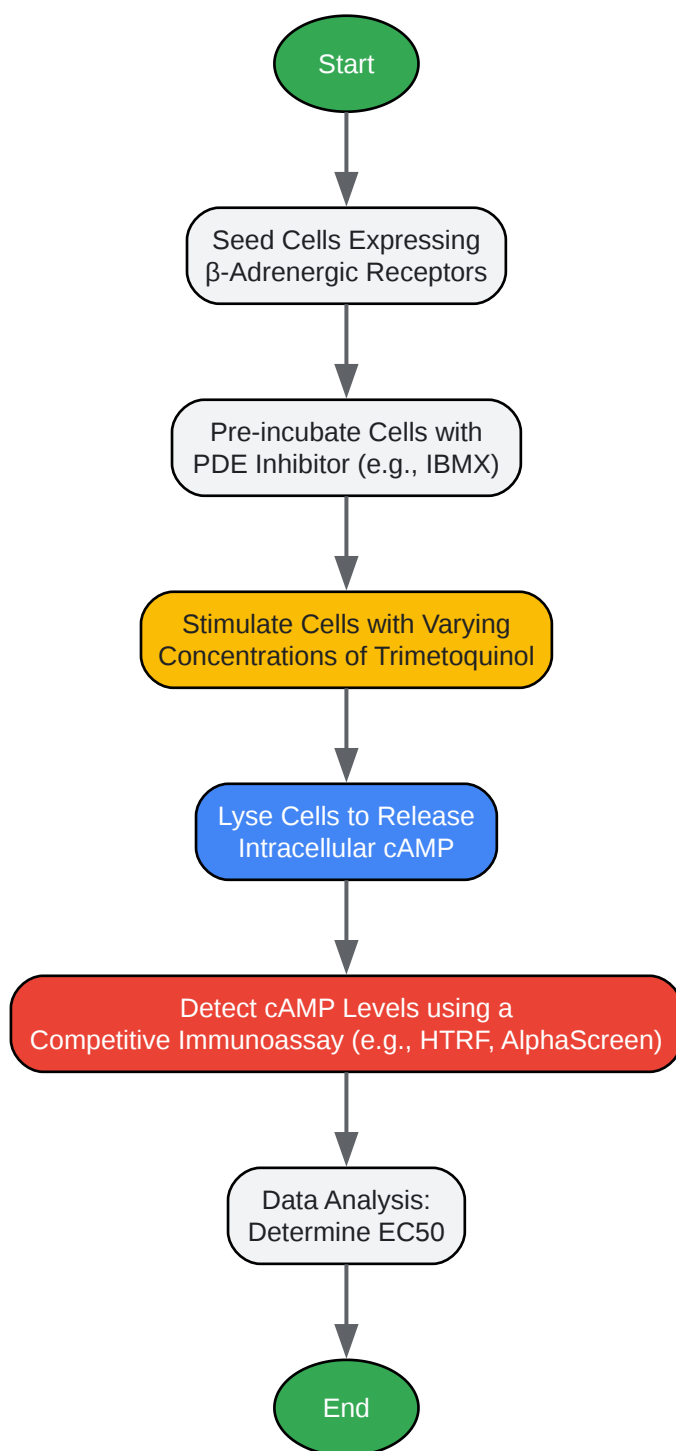 Start
Seed Cells Expressing
β-Adrenergic Receptors
Pre-incubate Cells with
PDE Inhibitor (e.g., IBMX)
Stimulate Cells with Varying
Concentrations of Trimetoquinol
Lyse Cells to Release
Intracellular cAMP
Detect cAMP Levels using a
Competitive Immunoassay (e.g., HTRF, AlphaScreen)
Data Analysis:
Determine EC50
End